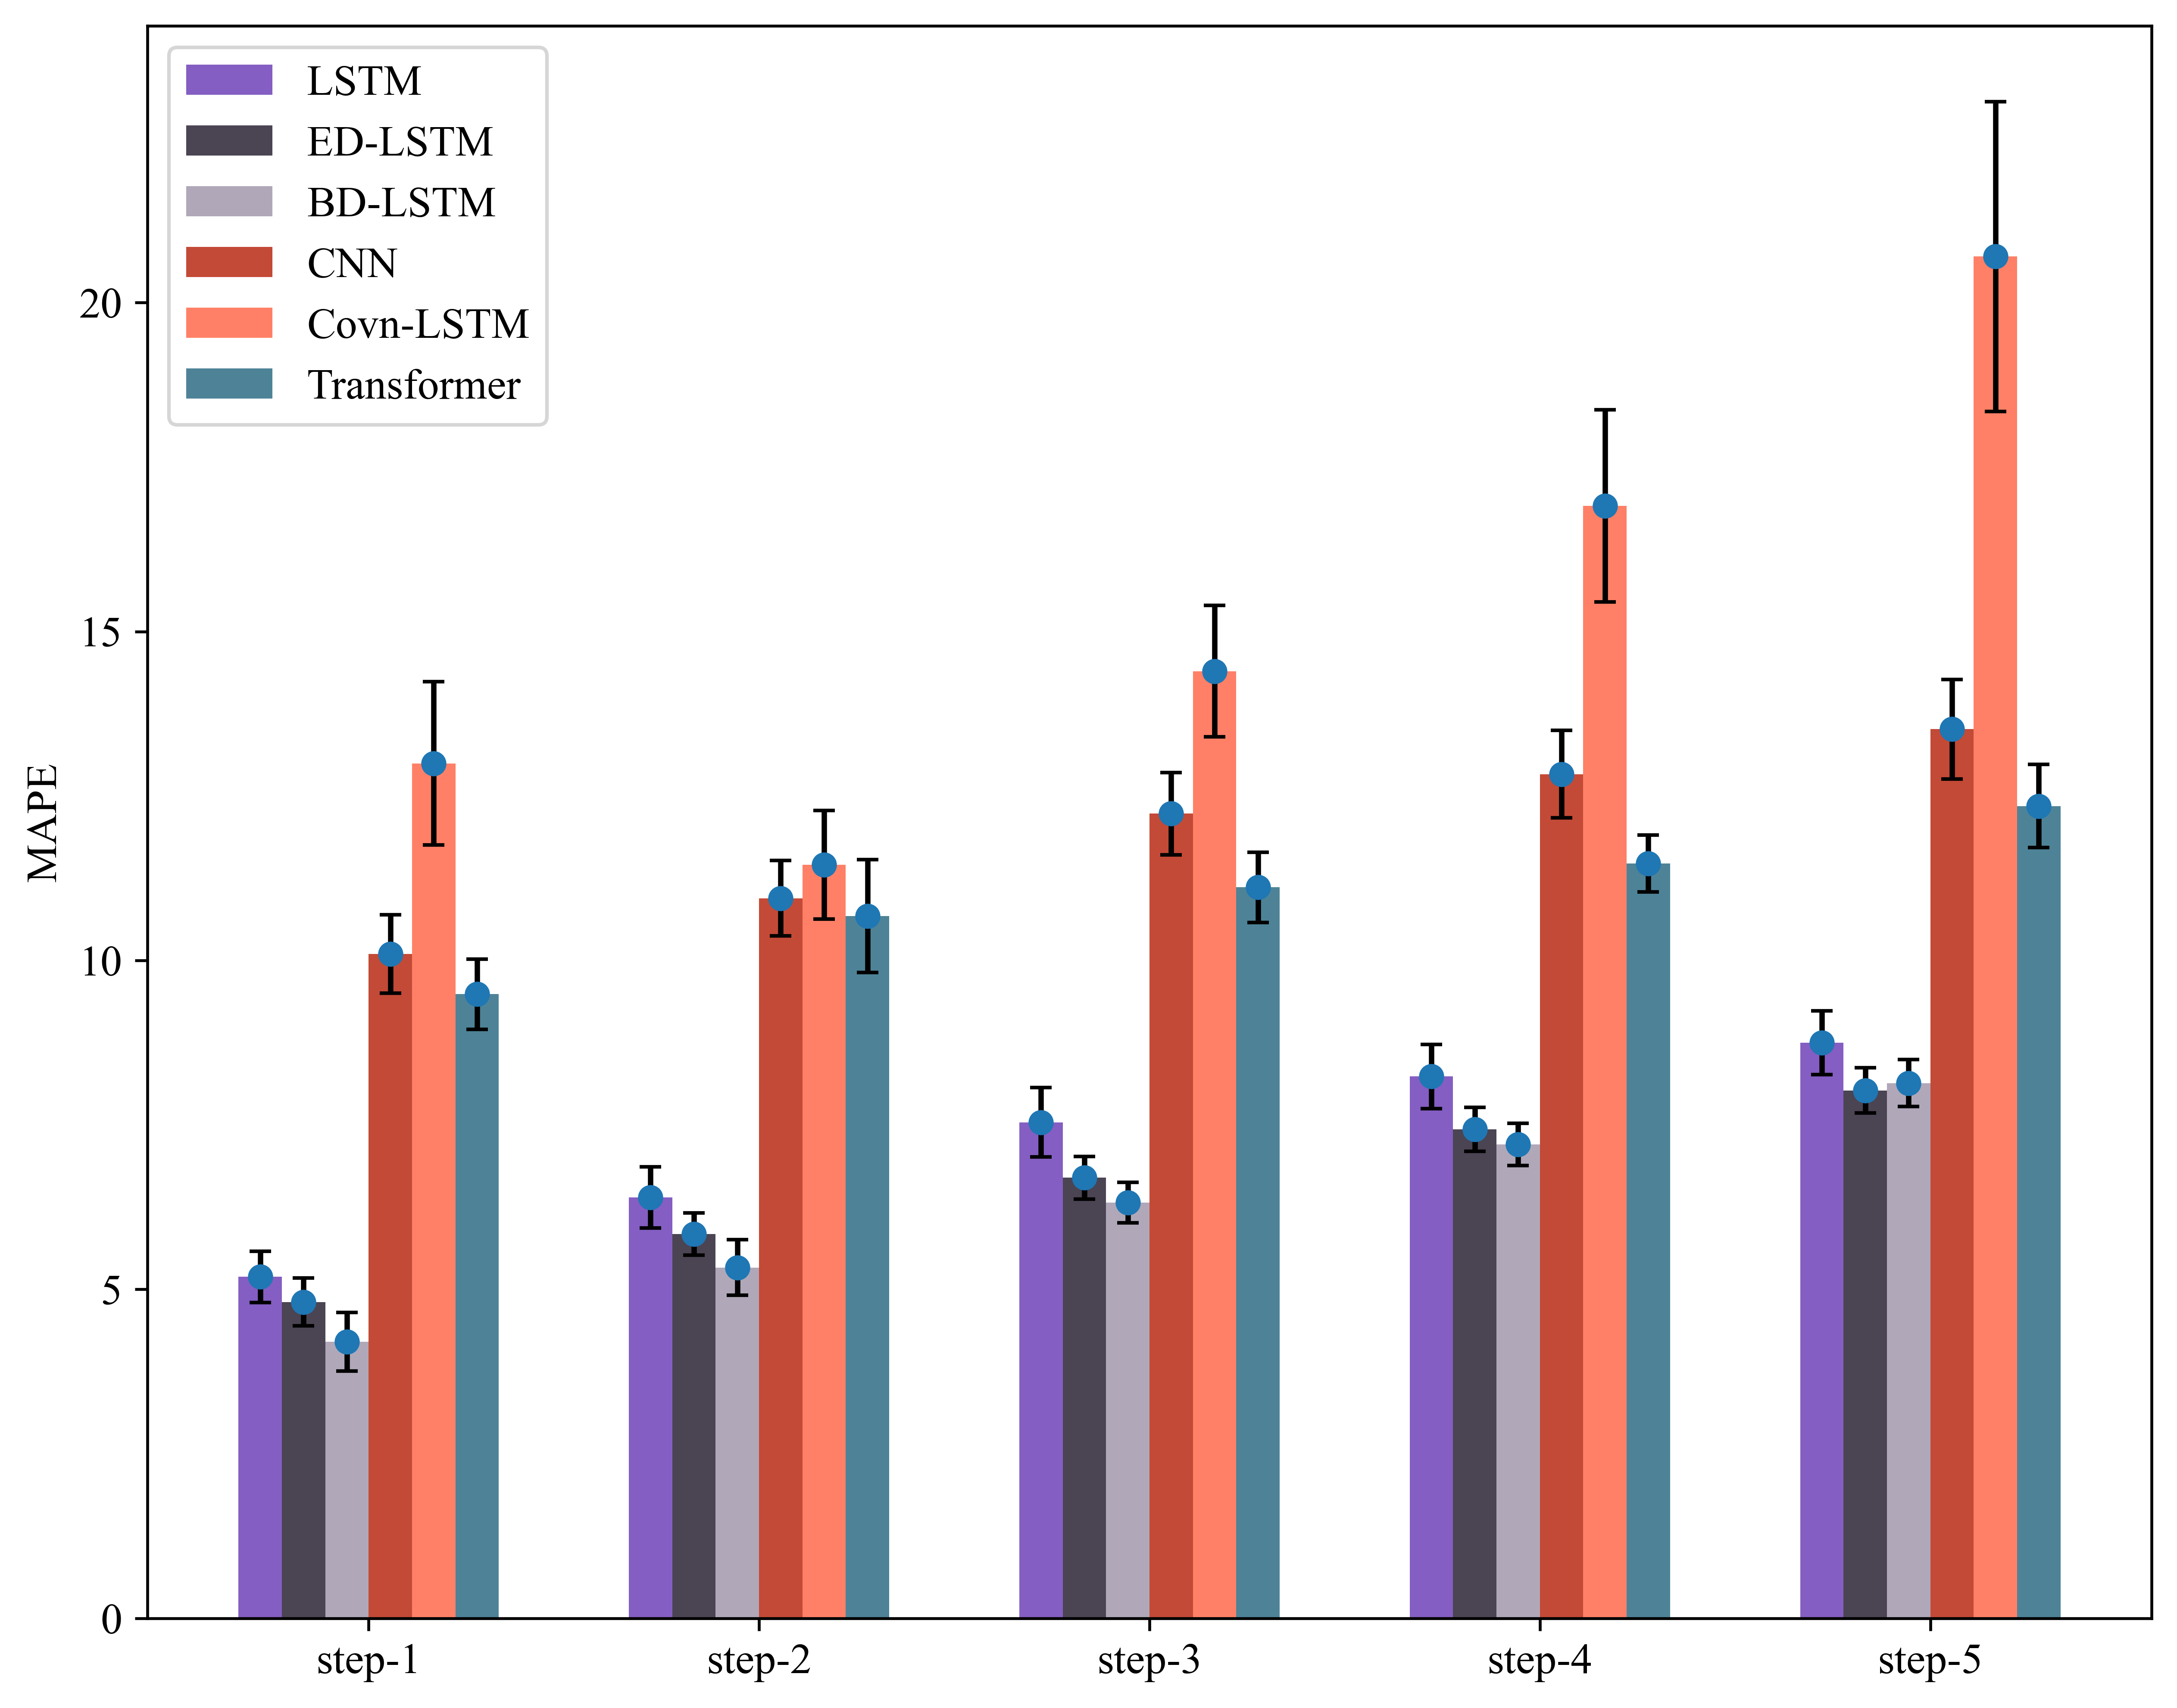 LSTM
ED-LSTM
BD-LSTM
CNN
Covn-LSTM
Transformer
MAPE
20
15
10
5
0
step-1 step-2 step-3 step-4 step-5